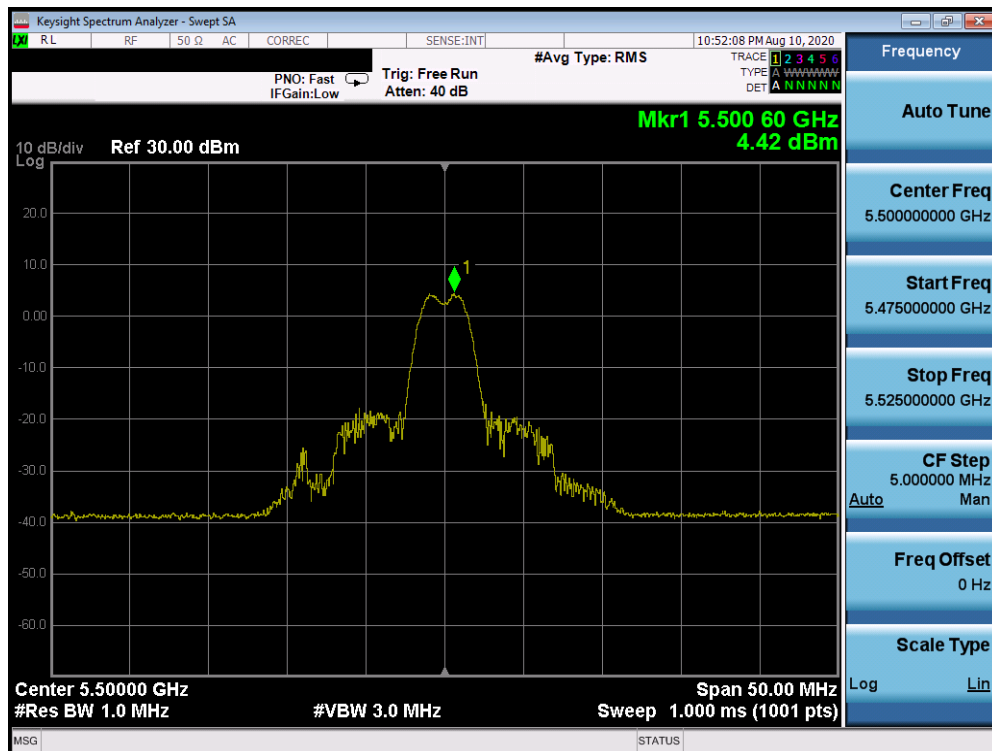 Keysight Spectrum Analyzer - Swept SA
LXI RL RF 50 Ω AC CORREC SENSE:INT 10:52:08 PM Aug 10, 2020
#Avg Type: RMS TRACE 1 2 3 4 5 6
PNO: Fast Trig: Free Run TYPE A WWWWW
IFGain:Low Atten: 40 dB DET A N N N N N
Mkr1 5.500 60 GHz
4.42 dBm
10 dB/div Ref 30.00 dBm
Log
20.0
10.0
0.00
-10.0
-20.0
-30.0
-40.0
-50.0
-60.0
1
Center 5.50000 GHz Span 50.00 MHz
#Res BW 1.0 MHz #VBW 3.0 MHz Sweep 1.000 ms (1001 pts)
MSG STATUS
Frequency
Auto Tune
Center Freq
5.500000000 GHz
Start Freq
5.475000000 GHz
Stop Freq
5.525000000 GHz
CF Step
5.000000 MHz
Auto Man
Freq Offset
0 Hz
Scale Type
Log Lin